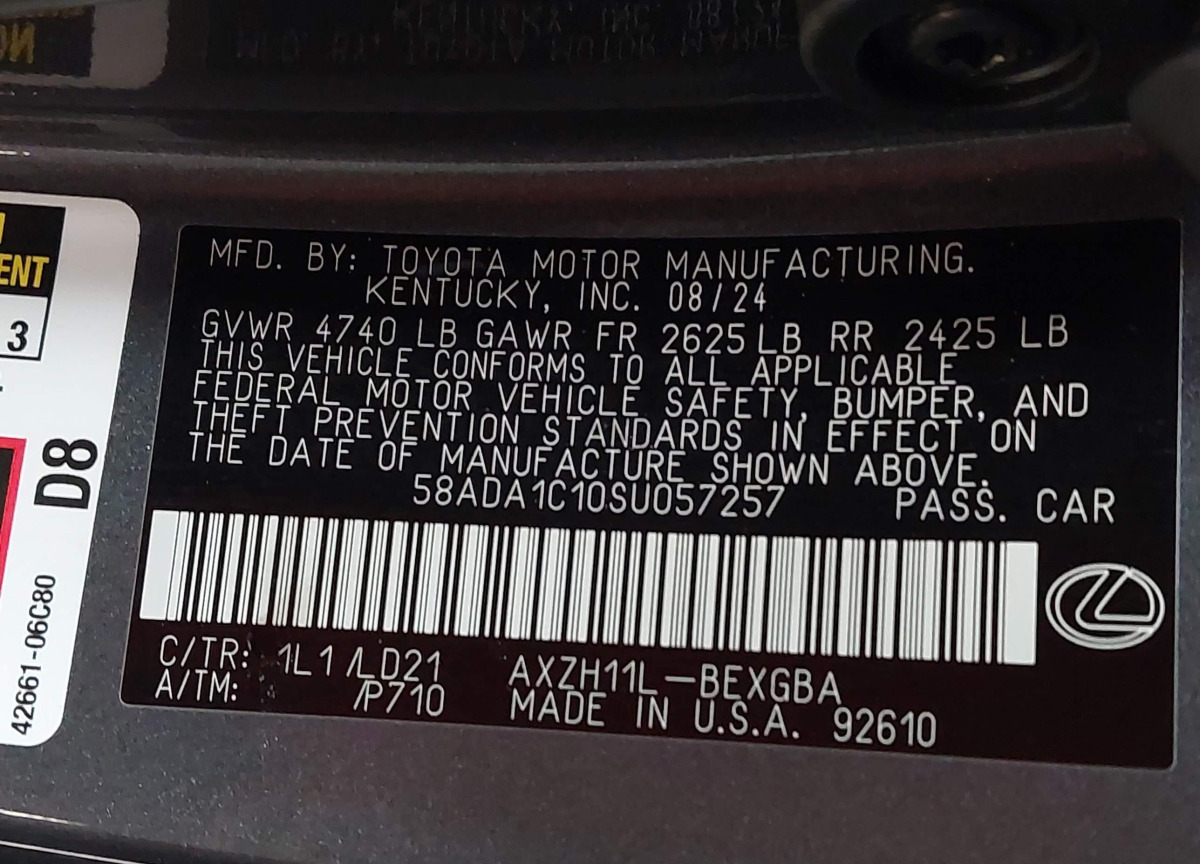 ENT
3
D8
42661-06C80
MFD. BY: TOYOTA MOTOR MANUFACTURING.
KENTUCKY, INC. 08/24
GVWR 4740 LB GAWR FR 2625 LB RR 2425 LB
THIS VEHICLE CONFORMS TO ALL APPLICABLE
FEDERAL MOTOR VEHICLE SAFETY, BUMPER, AND
THEFT PREVENTION STANDARDS IN EFFECT ON
THE DATE OF MANUFACTURE SHOWN ABOVE.
58ADA1C10SU057257 PASS. CAR
C/TR: 1L1 /LD21 AXZH11L-BEXGBA
A/TM: /P710 MADE IN U.S.A. 92610